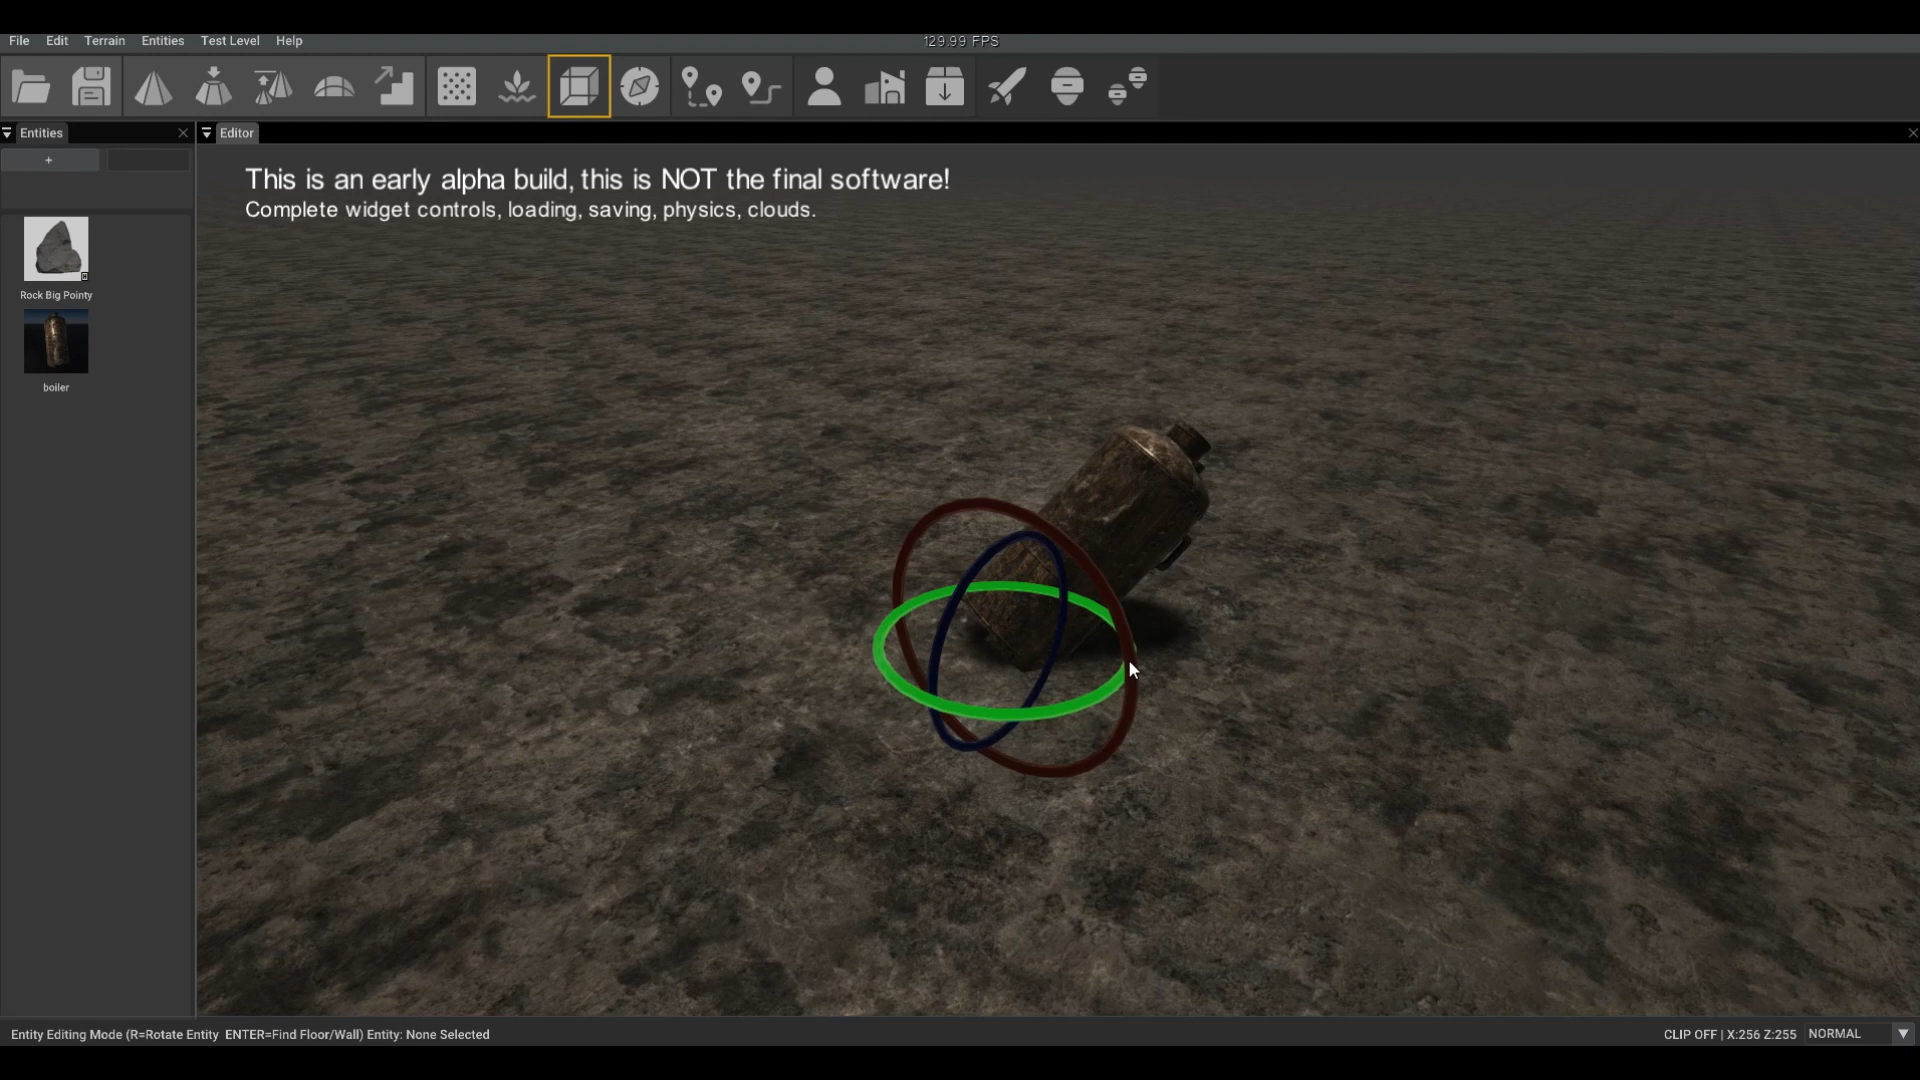 File Edit Terrain Entities Test Level Help
129.99 FPS
Entities
Editor
+
This is an early alpha build, this is NOT the final software!
Complete widget controls, loading, saving, physics, clouds.
Rock Big Pointy
boiler
Entity Editing Mode (R=Rotate Entity ENTER=Find Floor/Wall) Entity: None Selected
CLIP OFF | X:256 Z:255
NORMAL